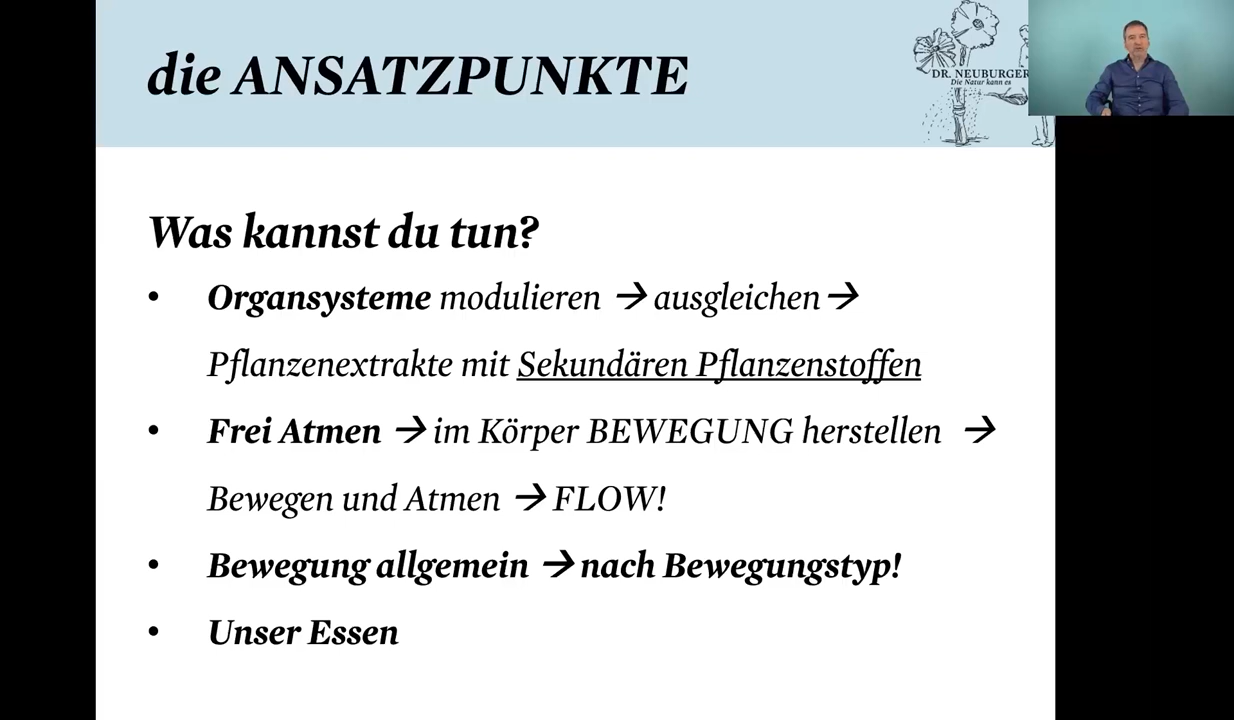 die ANSATZPUNKTE
DR. NEUBURGER
Die Natur kann es
Was kannst du tun?
• Organsysteme modulieren → ausgleichen →
Pflanzenextrakte mit Sekundären Pflanzenstoffen
• Frei Atmen → im Körper BEWEGUNG herstellen →
Bewegen und Atmen → FLOW!
• Bewegung allgemein → nach Bewegungstyp!
• Unser Essen